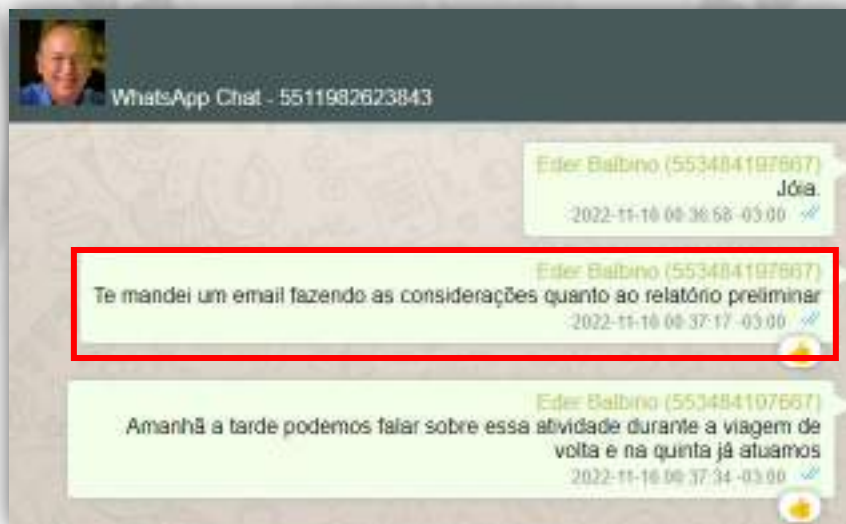 WhatsApp Chat - 5511982623843
Eder Balbino (553484197667)
Jóia.
2022-11-16 00:36:58 -03:00
Eder Balbino (553484197667)
Te mandei um email fazendo as considerações quanto ao relatório preliminar
2022-11-16 00:37:17 -03:00
Eder Balbino (553484197667)
Amanhã a tarde podemos falar sobre essa atividade durante a viagem de
volta e na quinta já atuamos
2022-11-16 00:37:34 -03:00